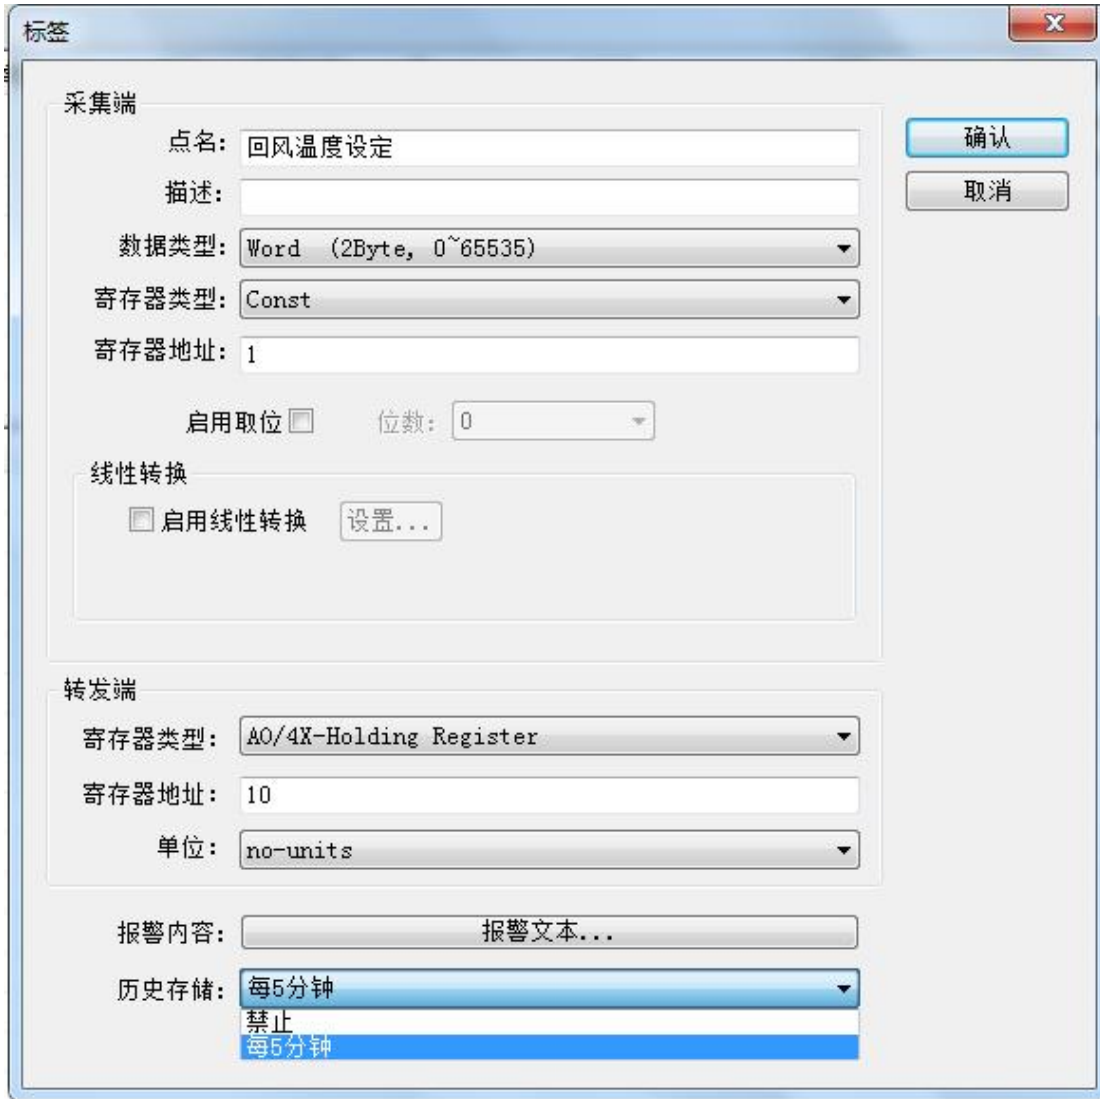 标签
采集端
点名: 回风温度设定
描述:
数据类型: Word (2Byte, 0~65535)
寄存器类型: Const
寄存器地址: 1
启用取位 位数: 0
线性转换
启用线性转换 设置...
转发端
寄存器类型: AO/4X-Holding Register
寄存器地址: 10
单位: no-units
报警内容: 报警文本...
历史存储: 每5分钟
禁止
每5分钟
确认
取消